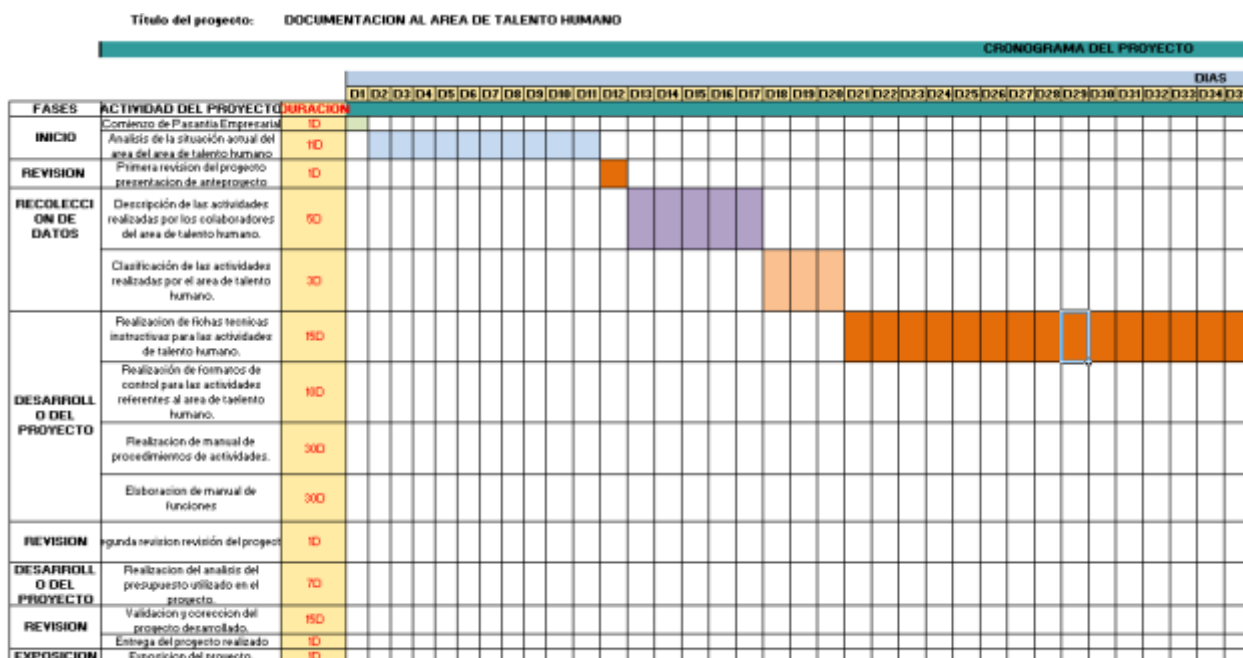 Título del proyecto: DOCUMENTACION AL AREA DE TALENTO HUMANO
CRONOGRAMA DEL PROYECTO
DIAS
D1 D2 D3 D4 D5 D6 D7 D8 D9 D10 D11 D12 D13 D14 D15 D16 D17 D18 D19 D20 D21 D22 D23 D24 D25 D26 D27 D28 D29 D30 D31 D32 D33 D34 D3
FASES ACTIVIDAD DEL PROYECTO DURACION
INICIO
Comienzo de Pasantia Empresarial 1D
Analisis de la situación actual del
area del area de talento humano
11D
REVISION
Primera revision del proyecto
presentacion de anteproyecto
1D
RECOLECCI
ON DE
DATOS
Descripción de las actividades
realizadas por los colaboradores
del area de talento humano.
5D
Clasificación de las actividades
realizadas por el area de talento
humano.
3D
DESARROLL
O DEL
PROYECTO
Realizacion de fichas tecnicas
instructivas para las actividades
de talento humano.
15D
Realización de formatos de
control para las actividades
referentes al area de taelento
humano.
10D
Realizacion de manual de
procedimientos de actividades.
30D
Elaboracion de manual de
funciones
30D
REVISION
egunda revision revisión del proyect 1D
DESARROLL
O DEL
PROYECTO
Realizacion del analisis del
presupuesto utilizado en el
proyecto.
7D
REVISION
Validacion y coreccion del
proyecto desarrollado.
15D
Entrega del proyecto realizado 1D
EXPOSICION Exposicion del proyecto 1D